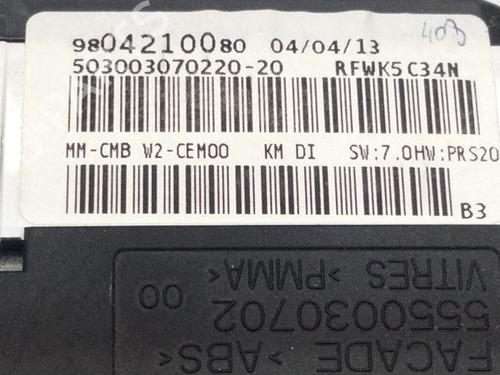 9804210080 04/04/13
403
503003070220-20 RFWK5C34N
MM-CMB W2-CEM00 KM DI SW:7.0HW:PRS20
B3
FACADE >ABS<
5550030702
VITRES >PMMA< 00